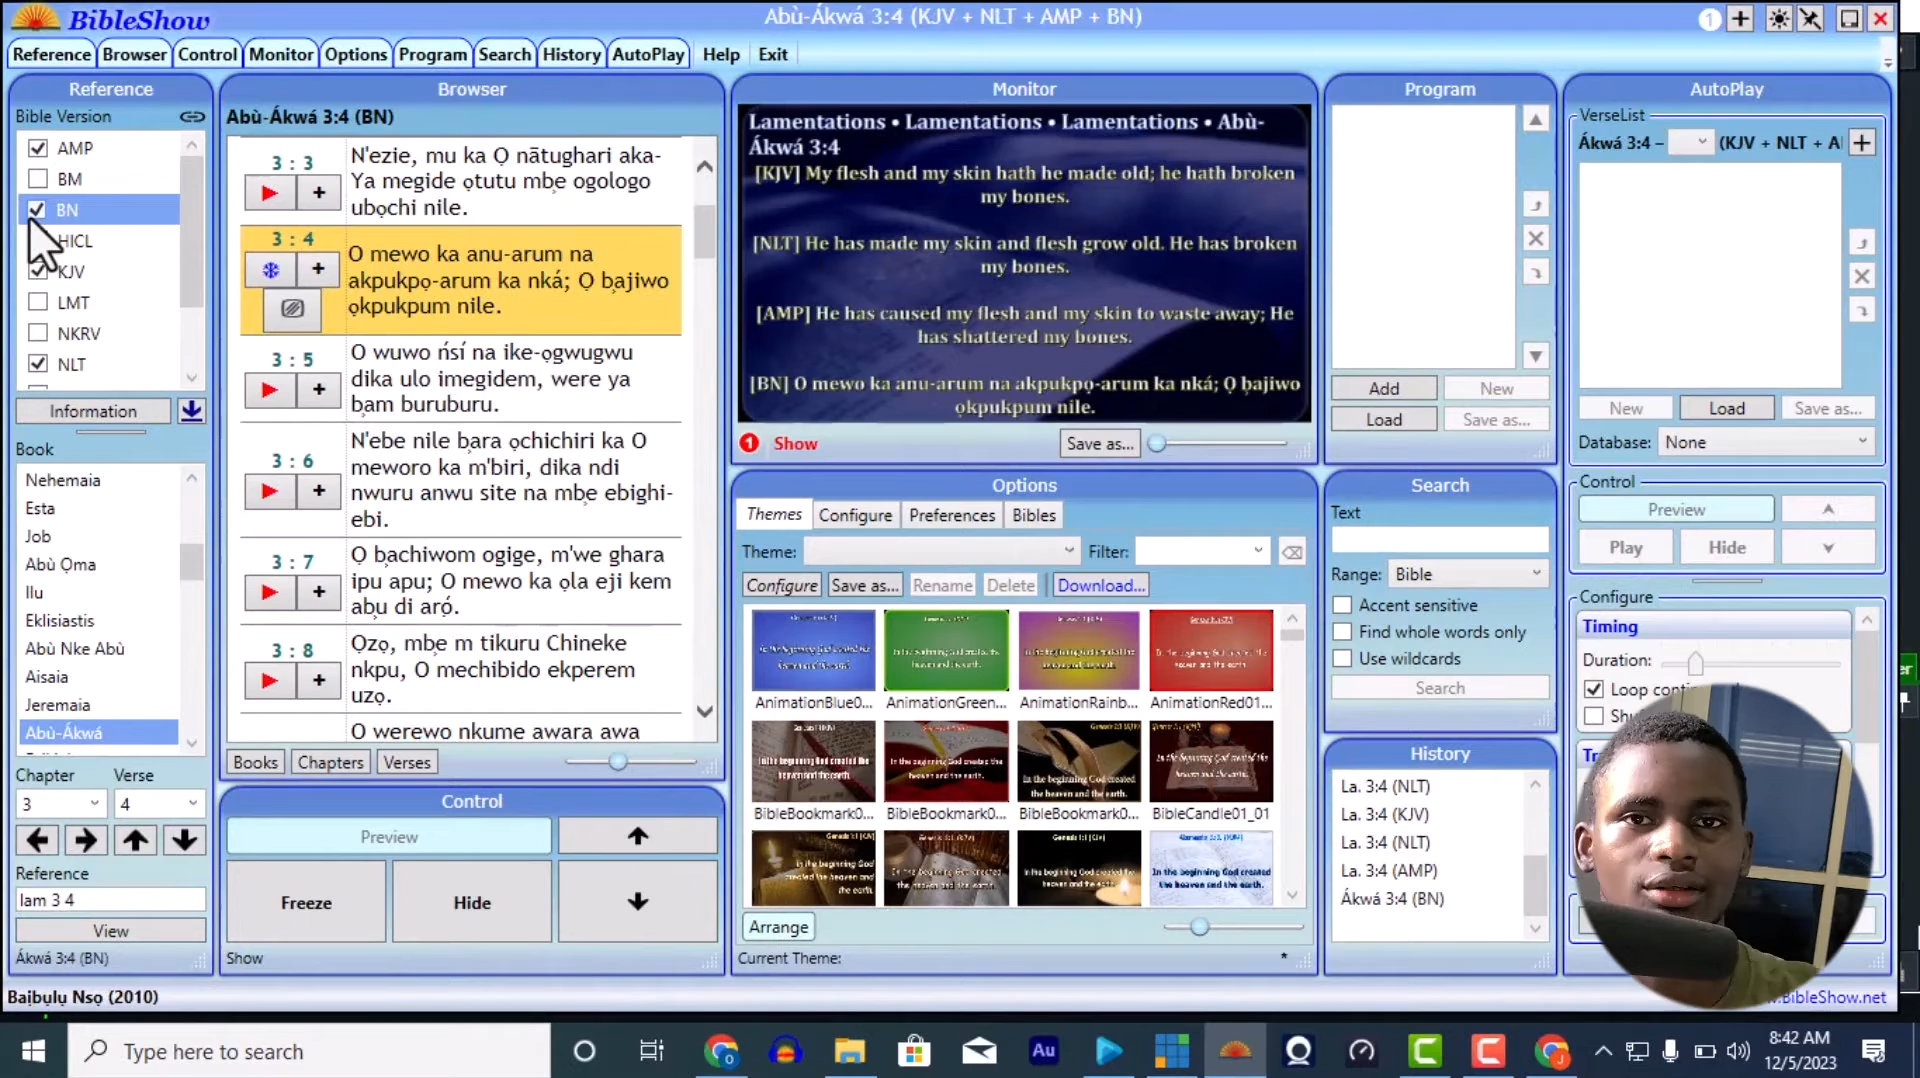 BibleShow
Abù-Ákwá 3:4 (KJV + NLT + AMP + BN)
1
Reference
Browser
Control
Monitor
Options
Program
Search
History
AutoPlay
Help
Exit
Reference
Bible Version
AMP
BM
BN
HICL
KJV
LMT
NKRV
NLT
Information
Book
Nehemaia
Esta
Job
Abù Ọma
Ilu
Eklisiastis
Abù Nke Abù
Aisaia
Jeremaia
Abù-Ákwá
Chapter
Verse
3
4
Reference
lam 3 4
View
Ákwá 3:4 (BN)
Browser
Abù-Ákwá 3:4 (BN)
3 : 3
N'ezie, mu ka Ọ nātughari aka-
Ya megide ọtutu mbẹ ogologo
ubọchi nile.
3 : 4
O mewo ka anu-arum na
akpukpọ-arum ka nká; Ọ bajiwo
ọkpukpum nile.
3 : 5
O wuwo ńsí na ike-ọgwugwu
dika ulo imegidem, were ya
bam buruburu.
3 : 6
N'ebe nile bara ọchichiri ka O
meworo ka m'biri, dika ndi
nwuru anwu site na mbẹ ebighi-
ebi.
3 : 7
Ọ bachiwom ogige, m'we ghara
ipu apu; O mewo ka ọla eji kem
abụ di arọ́.
3 : 8
Ọzọ, mbẹ m tikuru Chineke
nkpu, O mechibido ekperem
uzọ.
O werewo nkume awara awa
Books
Chapters
Verses
Control
Preview
Freeze
Hide
Show
Monitor
Lamentations • Lamentations • Lamentations • Abù-
Ákwá 3:4
[KJV] My flesh and my skin hath he made old; he hath broken
my bones.
[NLT] He has made my skin and flesh grow old. He has broken
my bones.
[AMP] He has caused my flesh and my skin to waste away; He
has shattered my bones.
[BN] O mewo ka anu-arum na akpukpọ-arum ka nká; Ọ bajiwo
ọkpukpum nile.
1 Show
Save as...
Options
Themes
Configure
Preferences
Bibles
Theme:
Filter:
Configure
Save as...
Rename
Delete
Download...
AnimationBlue0...
AnimationGreen...
AnimationRainb...
AnimationRed01...
BibleBookmark0...
BibleBookmark0...
BibleBookmark0...
BibleCandle01_01
Arrange
Current Theme:
*
Program
Add
New
Load
Save as...
Search
Text
Range:
Bible
Accent sensitive
Find whole words only
Use wildcards
Search
History
La. 3:4 (NLT)
La. 3:4 (KJV)
La. 3:4 (NLT)
La. 3:4 (AMP)
Ákwá 3:4 (BN)
AutoPlay
VerseList
Ákwá 3:4 –
(KJV + NLT + A
New
Load
Save as...
Database:
None
Control
Preview
Play
Hide
Configure
Timing
Duration:
Loop
Baịbụlụ Nsọ (2010)
.BibleShow.net
Type here to search
Au
8:42 AM
12/5/2023